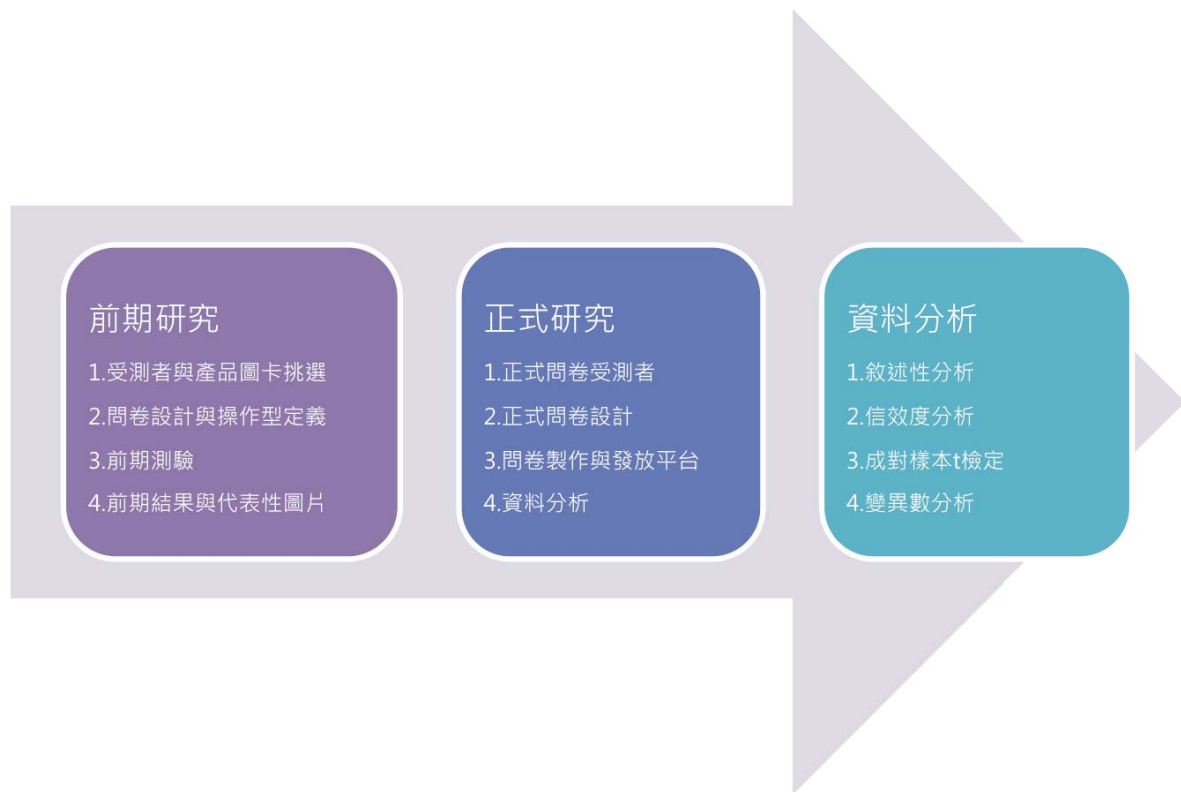 前期研究
1.受測者與產品圖卡挑選
2.問卷設計與操作型定義
3.前期測驗
4.前期結果與代表性圖片
正式研究
1.正式問卷受測者
2.正式問卷設計
3.問卷製作與發放平台
4.資料分析
資料分析
1.敘述性分析
2.信效度分析
3.成對樣本t檢定
4.變異數分析